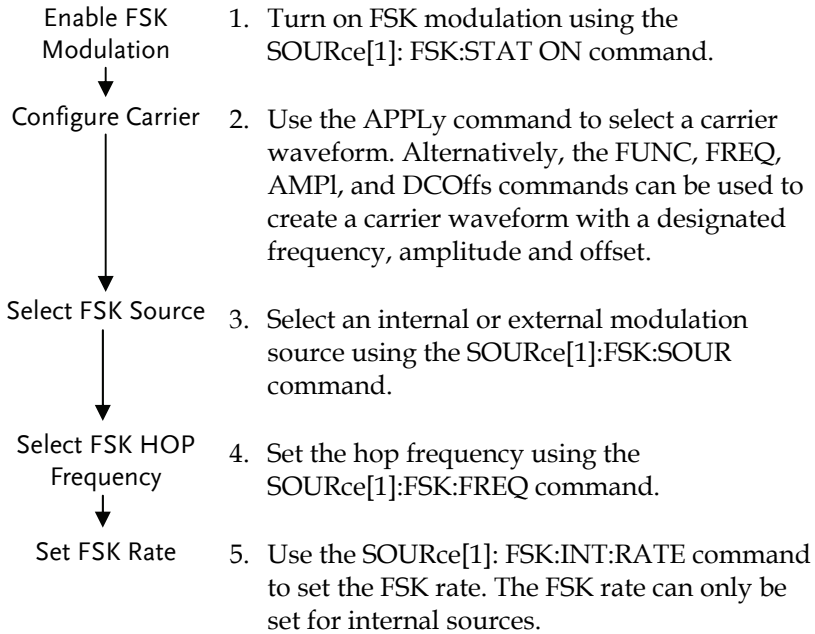 Enable FSK
Modulation
1. Turn on FSK modulation using the
SOURce[1]: FSK:STAT ON command.
Configure Carrier
2. Use the APPLy command to select a carrier
waveform. Alternatively, the FUNC, FREQ,
AMPl, and DCOffs commands can be used to
create a carrier waveform with a designated
frequency, amplitude and offset.
Select FSK Source
3. Select an internal or external modulation
source using the SOURce[1]:FSK:SOUR
command.
Select FSK HOP
Frequency
4. Set the hop frequency using the
SOURce[1]:FSK:FREQ command.
Set FSK Rate
5. Use the SOURce[1]: FSK:INT:RATE command
to set the FSK rate. The FSK rate can only be
set for internal sources.